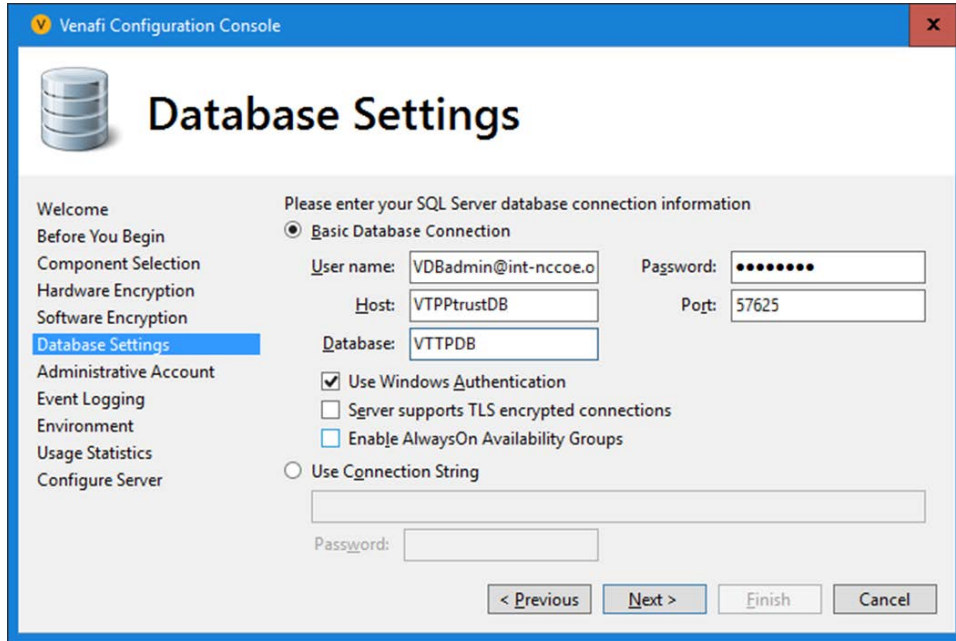 Venafi Configuration Console
x
Database Settings
Welcome
Before You Begin
Component Selection
Hardware Encryption
Software Encryption
Database Settings
Administrative Account
Event Logging
Environment
Usage Statistics
Configure Server
Please enter your SQL Server database connection information
Basic Database Connection
User name: VDBadmin@int-nccoe.o Password: ●●●●●●●●
Host: VTPPtrustDB Port: 57625
Database: VTTPDB
Use Windows Authentication
Server supports TLS encrypted connections
Enable AlwaysOn Availability Groups
Use Connection String
Password:
< Previous Next > Finish Cancel